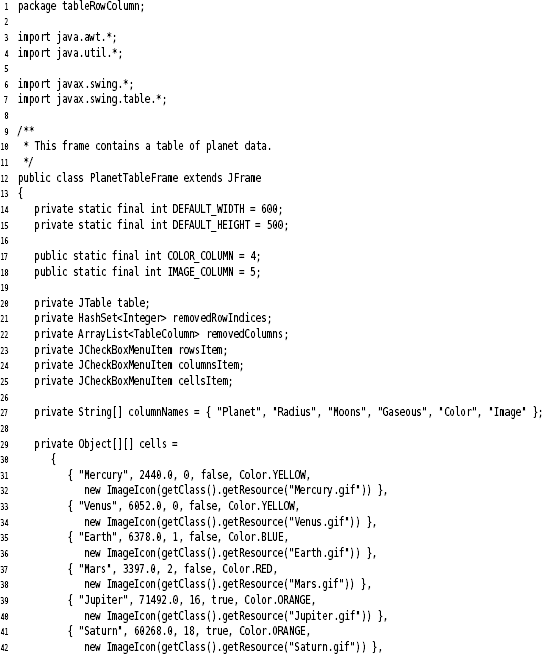 1 package tableRowColumn;
2
3 import java.awt.*;
4 import java.util.*;
5
6 import javax.swing.*;
7 import javax.swing.table.*;
8
9 /**
10  * This frame contains a table of planet data.
11  */
12 public class PlanetTableFrame extends JFrame
13 {
14    private static final int DEFAULT_WIDTH = 600;
15    private static final int DEFAULT_HEIGHT = 500;
16
17    public static final int COLOR_COLUMN = 4;
18    public static final int IMAGE_COLUMN = 5;
19
20    private JTable table;
21    private HashSet<Integer> removedRowIndices;
22    private ArrayList<TableColumn> removedColumns;
23    private JCheckBoxMenuItem rowsItem;
24    private JCheckBoxMenuItem columnsItem;
25    private JCheckBoxMenuItem cellsItem;
26
27    private String[] columnNames = { "Planet", "Radius", "Moons", "Gaseous", "Color", "Image" };
28
29    private Object[][] cells =
30       {
31          { "Mercury", 2440.0, 0, false, Color.YELLOW,
32             new ImageIcon(getClass().getResource("Mercury.gif")) },
33          { "Venus", 6052.0, 0, false, Color.YELLOW,
34             new ImageIcon(getClass().getResource("Venus.gif")) },
35          { "Earth", 6378.0, 1, false, Color.BLUE,
36             new ImageIcon(getClass().getResource("Earth.gif")) },
37          { "Mars", 3397.0, 2, false, Color.RED,
38             new ImageIcon(getClass().getResource("Mars.gif")) },
39          { "Jupiter", 71492.0, 16, true, Color.ORANGE,
40             new ImageIcon(getClass().getResource("Jupiter.gif")) },
41          { "Saturn", 60268.0, 18, true, Color.ORANGE,
42             new ImageIcon(getClass().getResource("Saturn.gif")) },